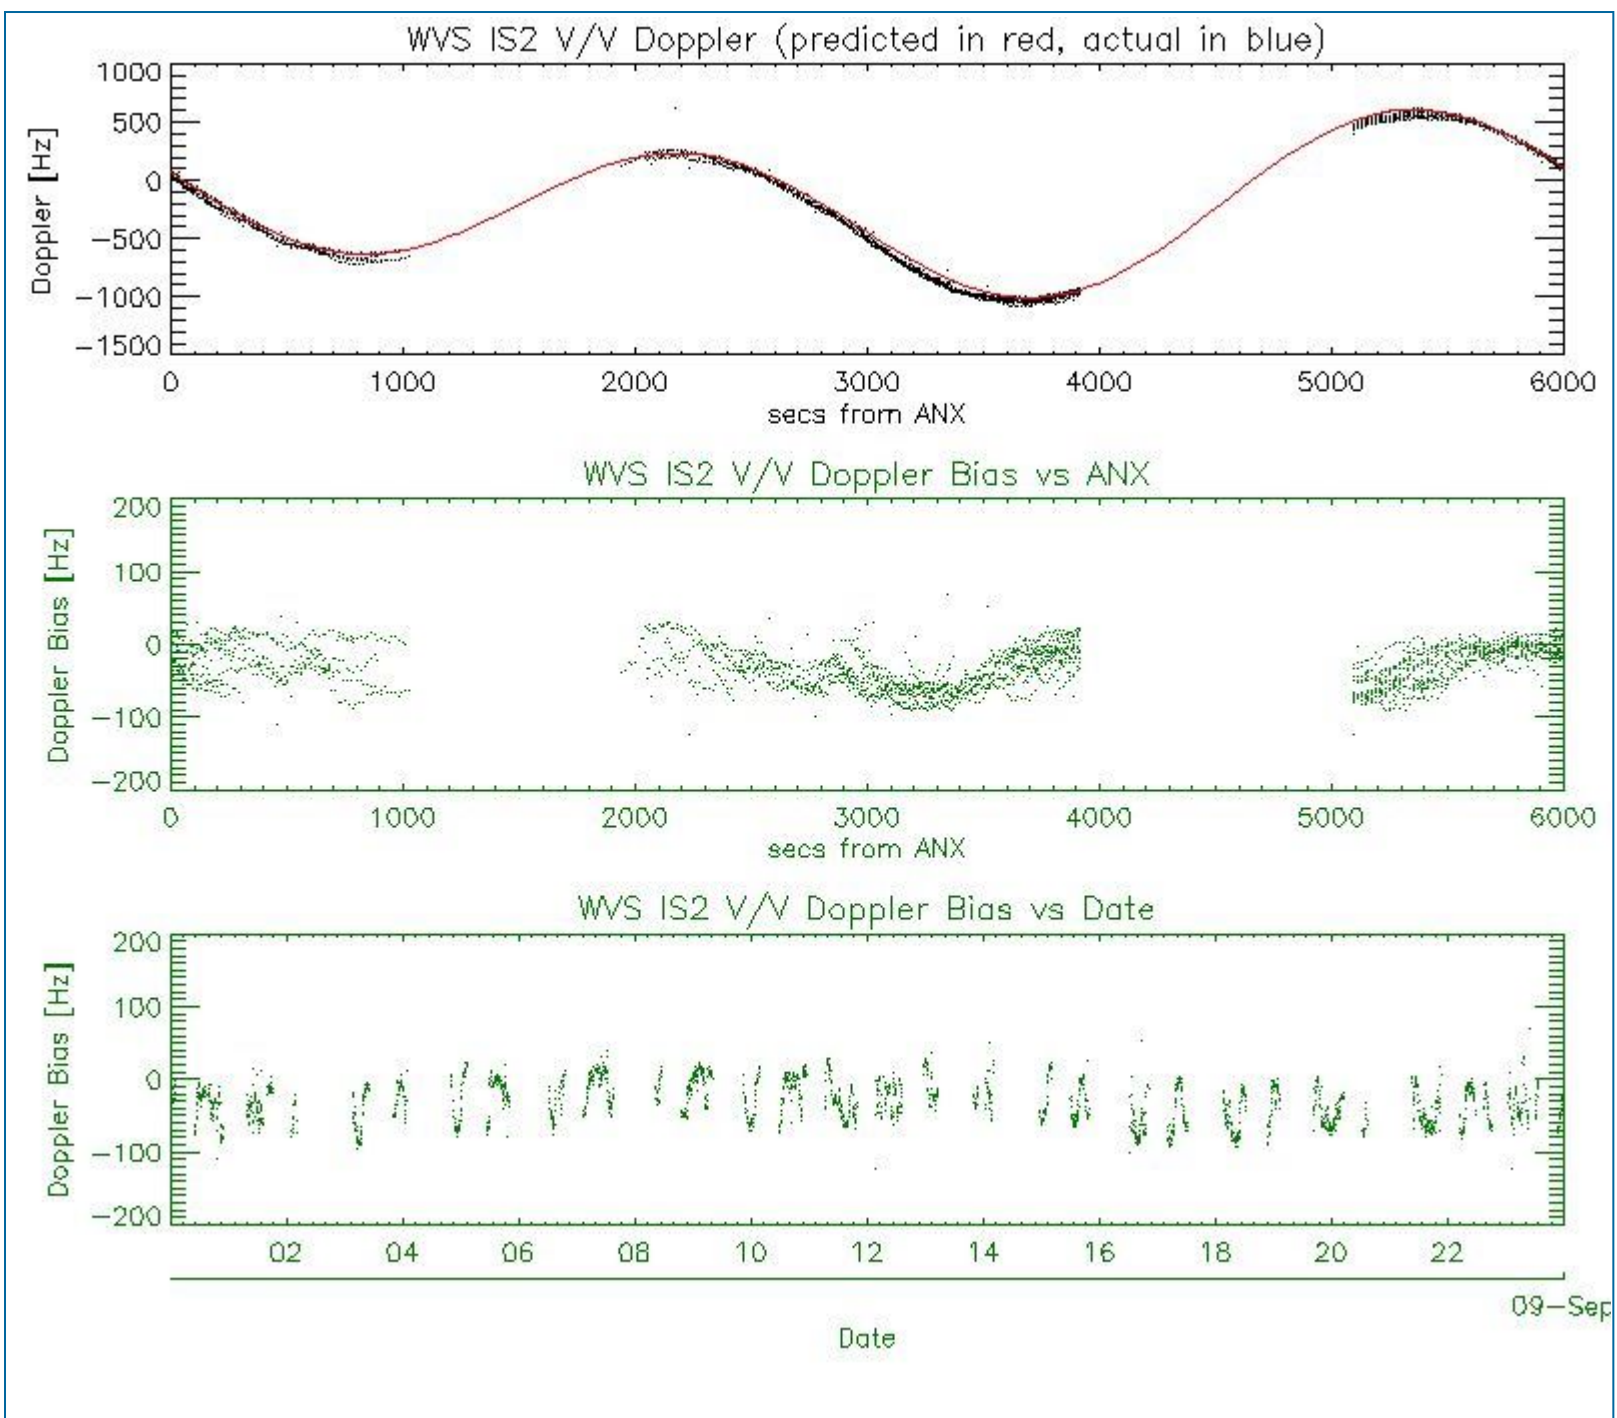 WVS IS2 V/V Doppler (predicted in red, actual in blue)
Doppler [Hz]
1000
500
0
−500
−1000
−1500
0 1000 2000 3000 4000 5000 6000
secs from ANX
WVS IS2 V/V Doppler Bias vs ANX
Doppler Bias [Hz]
200
100
0
−100
−200
0 1000 2000 3000 4000 5000 6000
secs from ANX
WVS IS2 V/V Doppler Bias vs Date
Doppler Bias [Hz]
200
100
0
−100
−200
02 04 06 08 10 12 14 16 18 20 22
09−Sep
Date